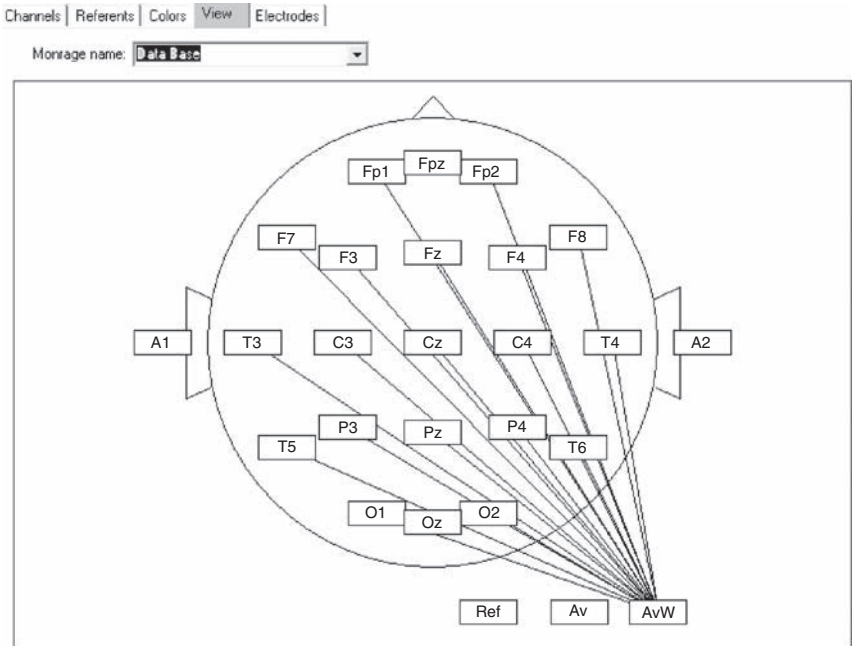 Channels Referents Colors View Electrodes
Monrage name: Data Base
Fpz
Fp1 Fp2
F7 F8
F3 Fz F4
A1 T3 C3 Cz C4 T4 A2
P3 Pz P4
T5 T6
O1 Oz O2
Ref Av AvW